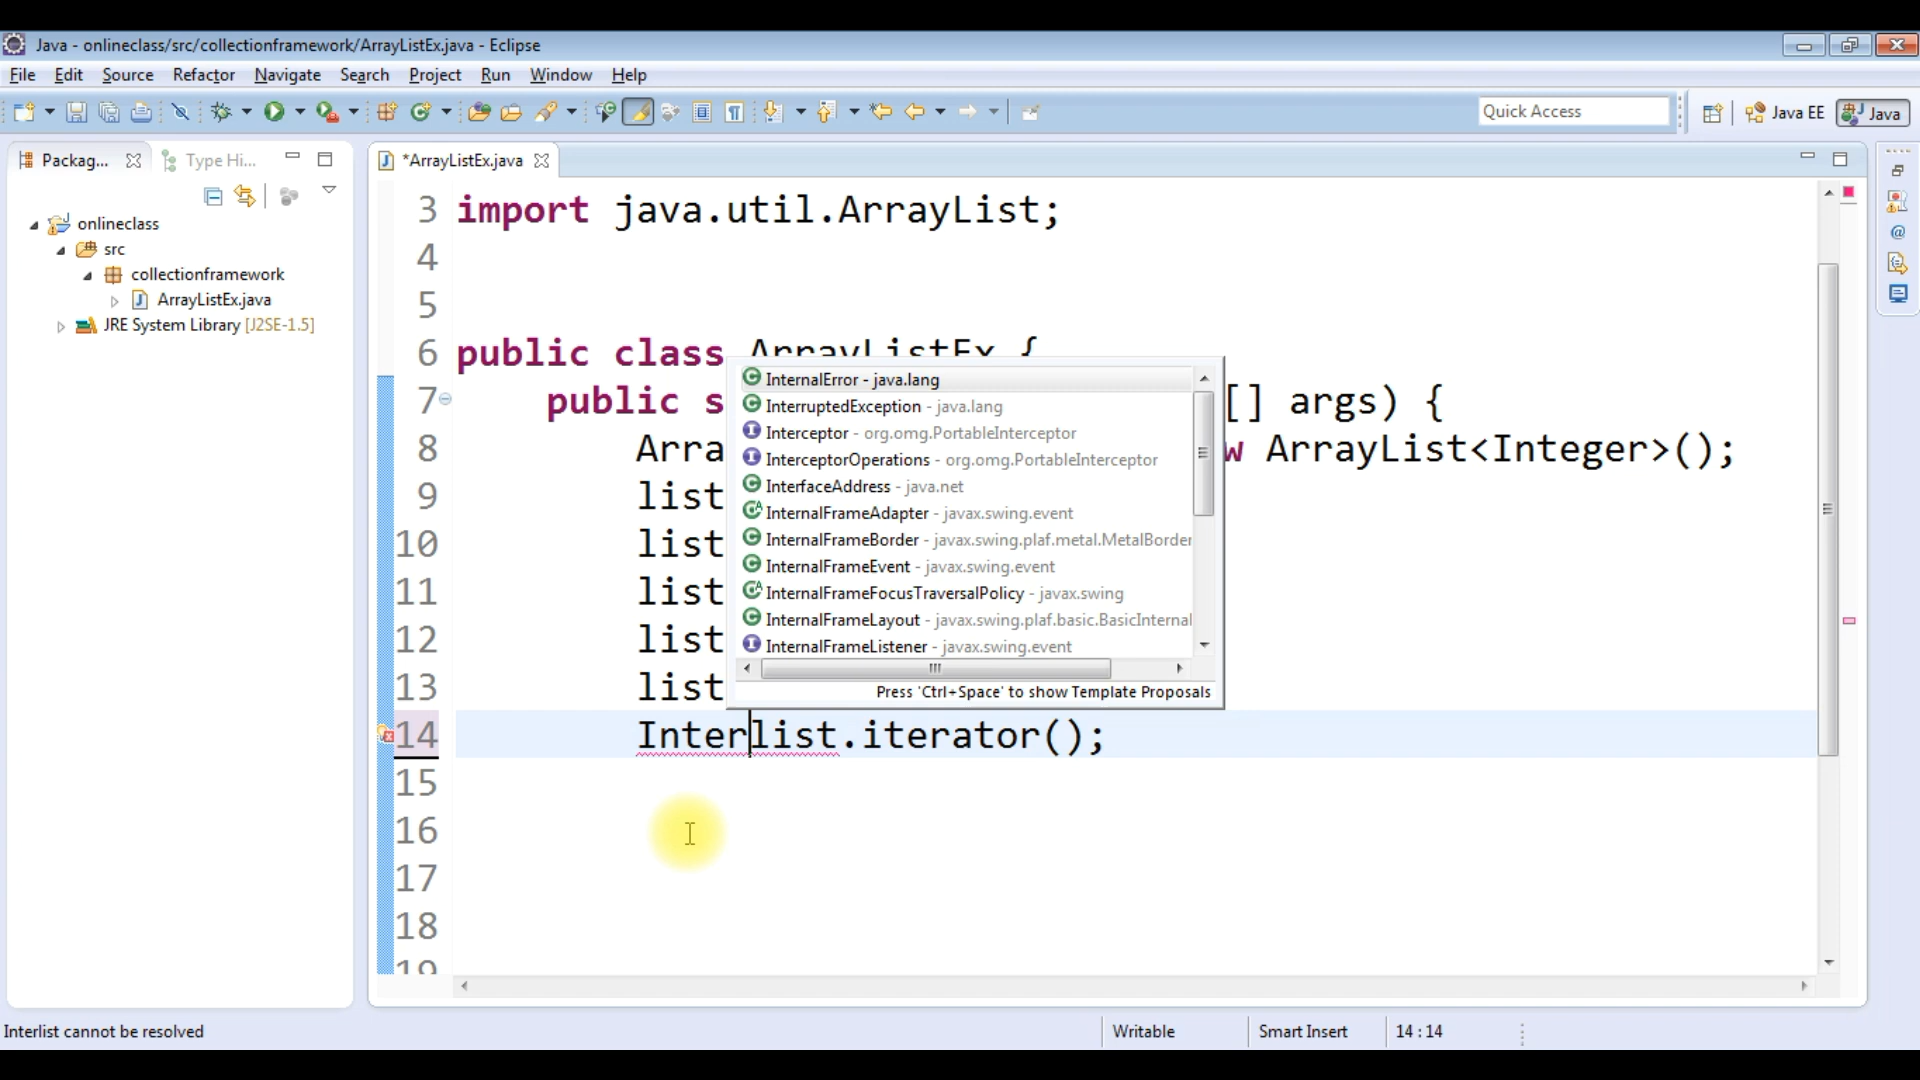 Java - onlineclass/src/collectionframework/ArrayListEx.java - Eclipse
File Edit Source Refactor Navigate Search Project Run Window Help
Quick Access
Java EE
Java
Packag...
Type Hi...
*ArrayListEx.java
onlineclass
src
collectionframework
ArrayListEx.java
JRE System Library [J2SE-1.5]
3 import java.util.ArrayList;
4
5
6 public class ArrayListEx {
7 public s [] args) {
8 Arra w ArrayList<Integer>();
9 list
10 list
11 list
12 list
13 list
14 Interlist.iterator();
15
16
17
18
19
InternalError - java.lang
InterruptedException - java.lang
Interceptor - org.omg.PortableInterceptor
InterceptorOperations - org.omg.PortableInterceptor
InterfaceAddress - java.net
InternalFrameAdapter - javax.swing.event
InternalFrameBorder - javax.swing.plaf.metal.MetalBorder
InternalFrameEvent - javax.swing.event
InternalFrameFocusTraversalPolicy - javax.swing
InternalFrameLayout - javax.swing.plaf.basic.BasicInternal
InternalFrameListener - javax.swing.event
Press 'Ctrl+Space' to show Template Proposals
Interlist cannot be resolved
Writable
Smart Insert
14 : 14